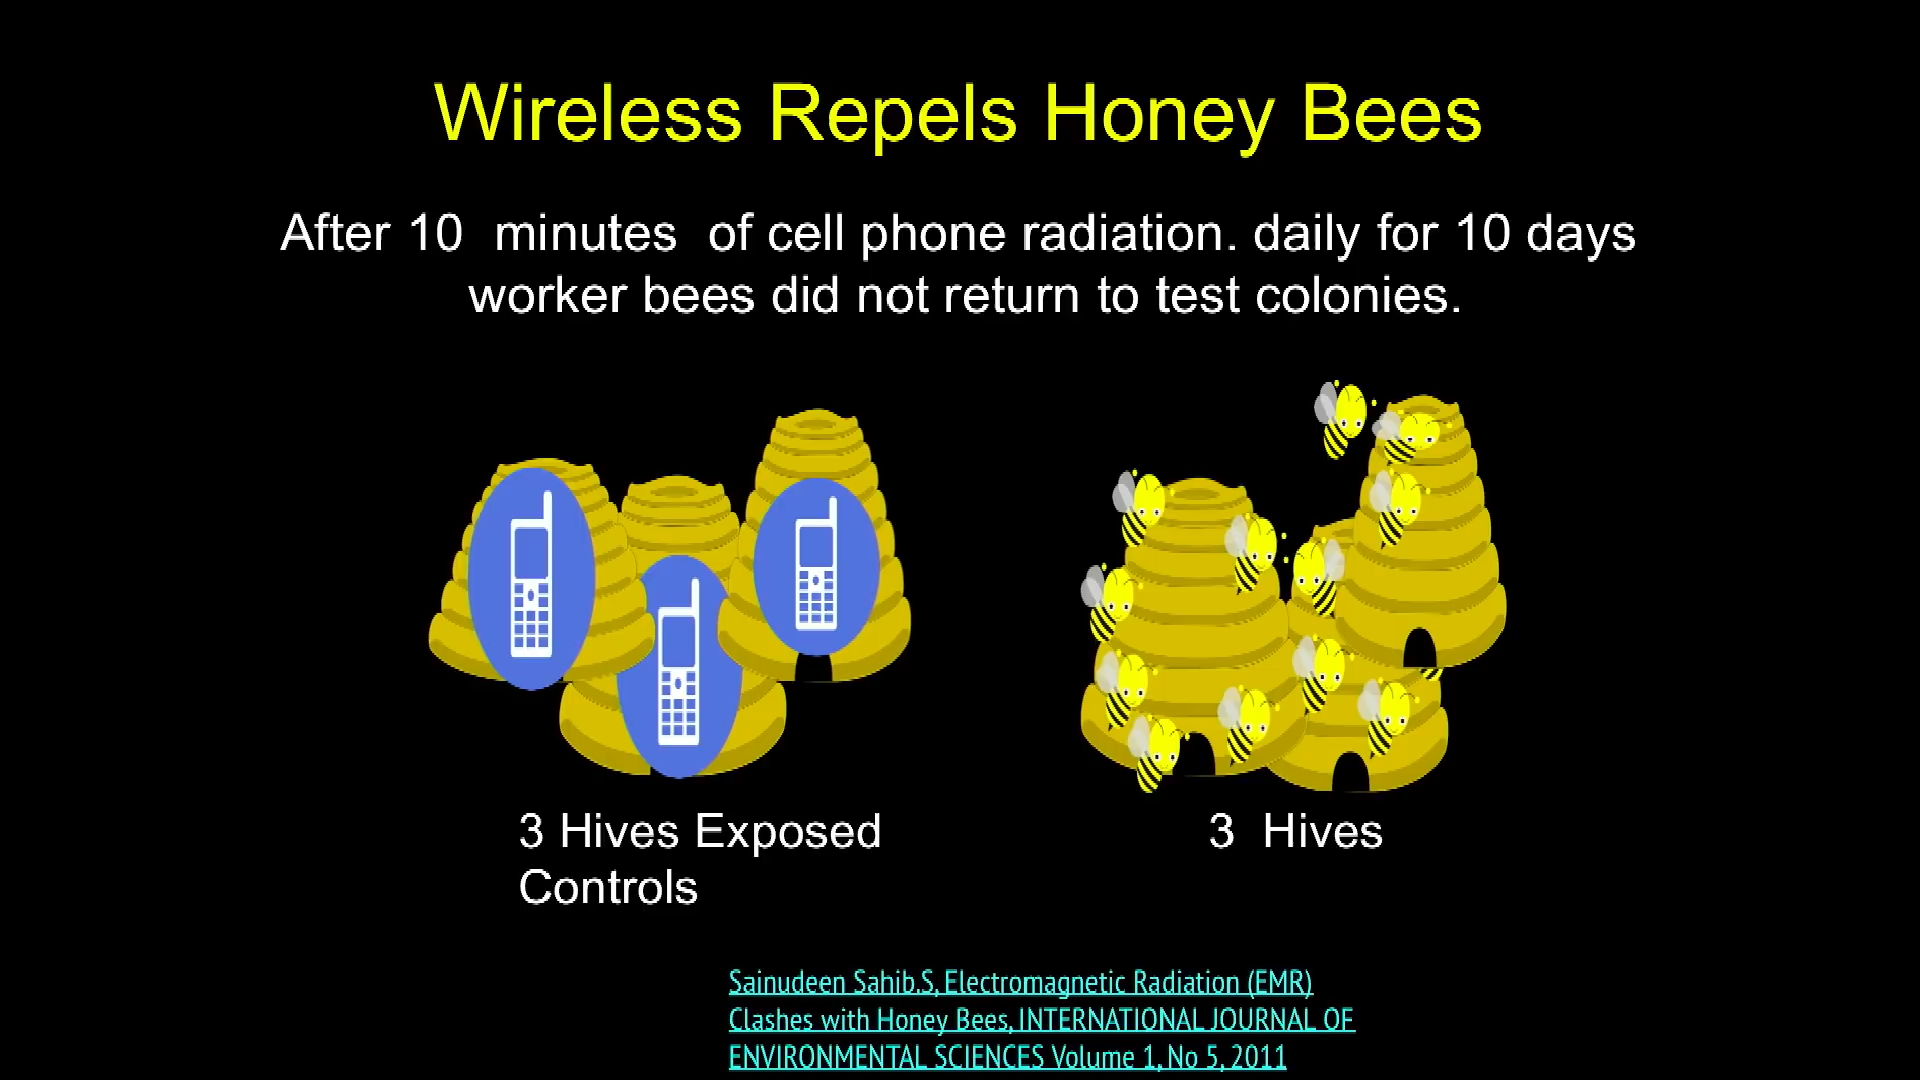 Wireless Repels Honey Bees
After 10 minutes of cell phone radiation. daily for 10 days
worker bees did not return to test colonies.
3 Hives Exposed
Controls
3 Hives
Sainudeen Sahib.S, Electromagnetic Radiation (EMR)
Clashes with Honey Bees, INTERNATIONAL JOURNAL OF
ENVIRONMENTAL SCIENCES Volume 1, No 5, 2011